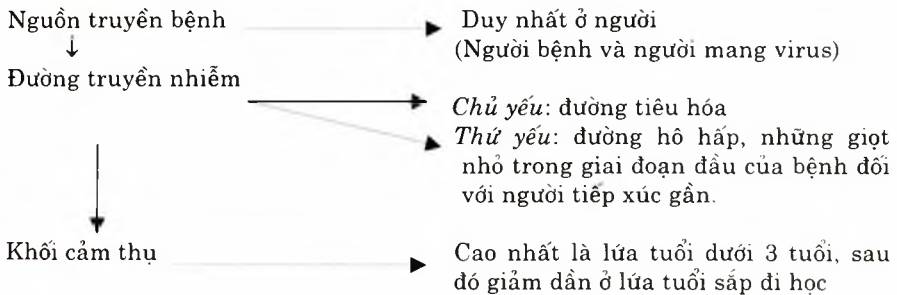 Nguồn truyền bệnh
Duy nhất ở người
(Người bệnh và người mang virus)
Đường truyền nhiễm
Chủ yếu: đường tiêu hóa
Thứ yếu: đường hô hấp, những giọt
nhỏ trong giai đoạn đầu của bệnh đối
với người tiếp xúc gần.
Khối cảm thụ
Cao nhất là lứa tuổi dưới 3 tuổi, sau
đó giảm dần ở lứa tuổi sắp đi học